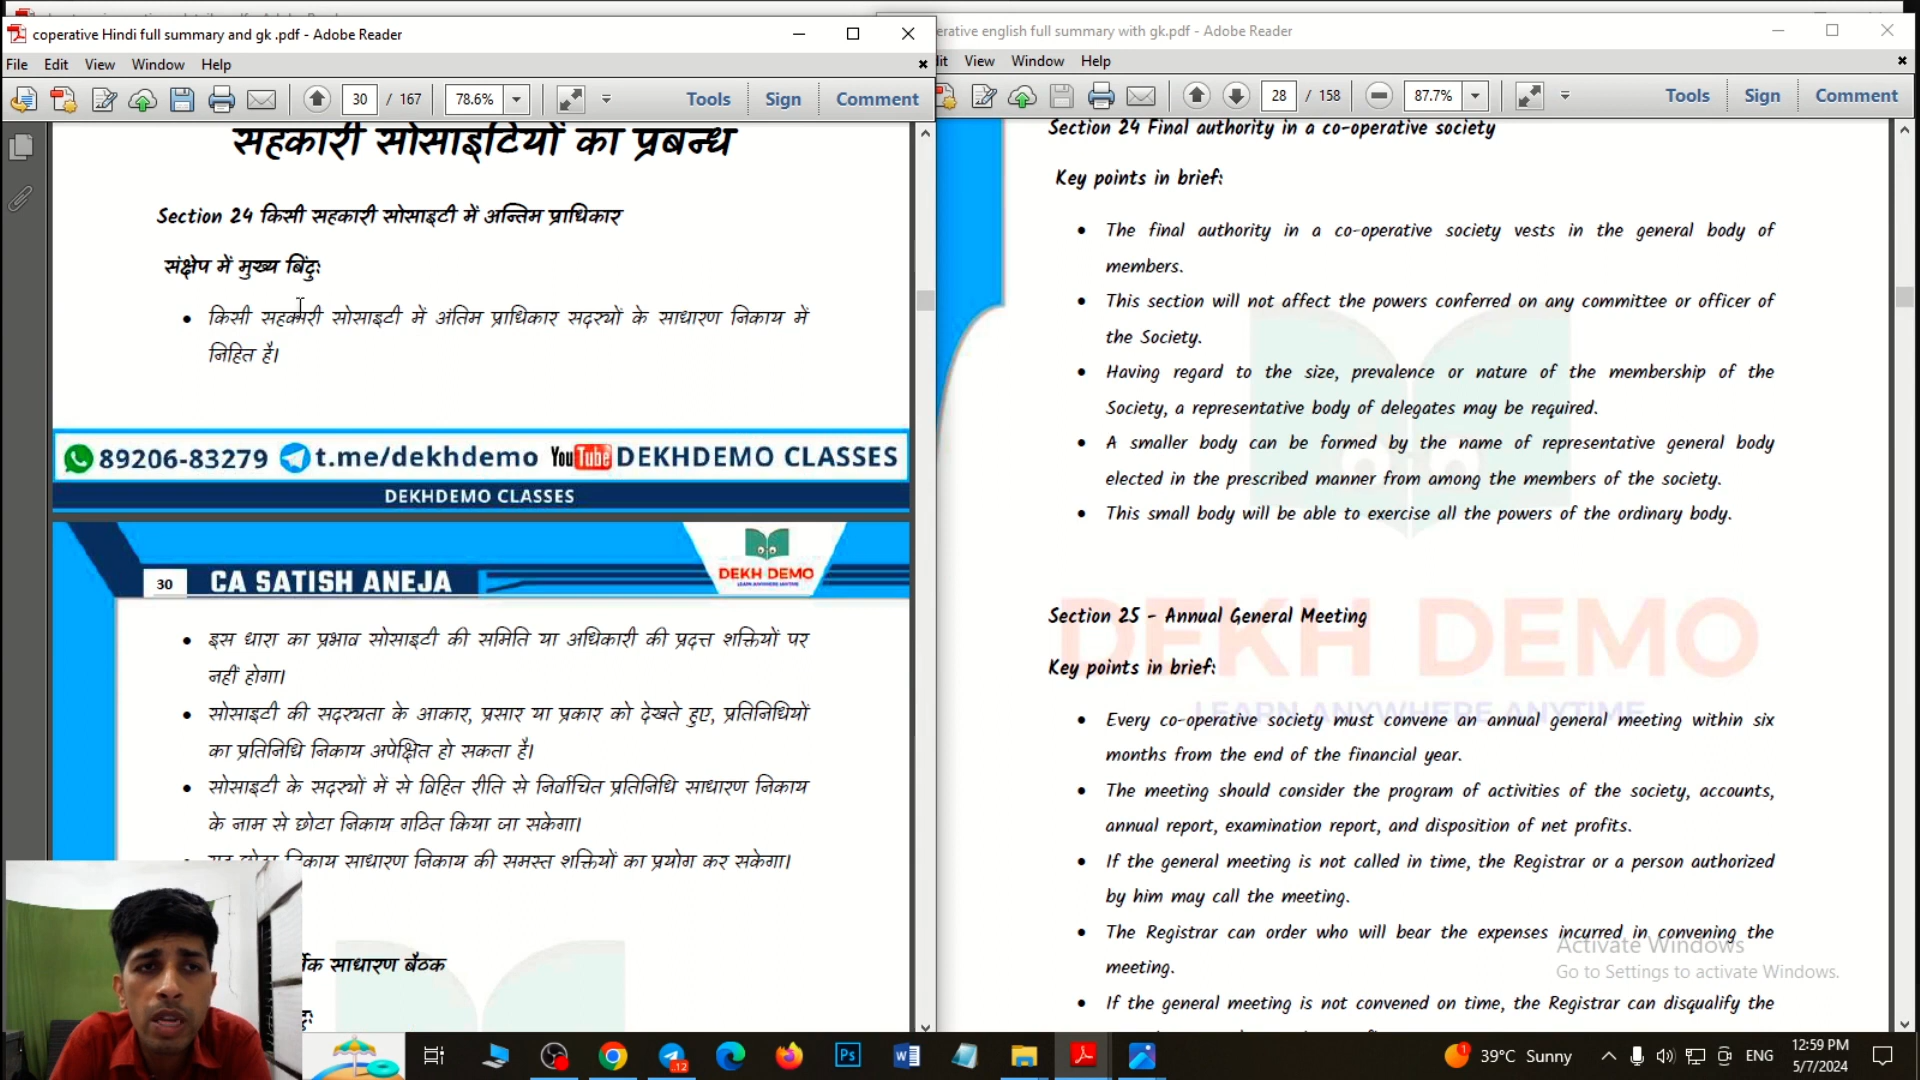 coperative Hindi full summary and gk .pdf - Adobe Reader
File Edit View Window Help
30 / 167 78.6% Tools Sign Comment
सहकारी सोसाइटियों का प्रबन्ध
Section 24 किसी सहकारी सोसाइटी में अन्तिम प्राधिकार
संक्षेप में मुख्य बिंदु:
• किसी सहकारी सोसाइटी में अंतिम प्राधिकार सदस्यों के साधारण निकाय में
निहित है।
89206-83279 t.me/dekhdemo YouTube DEKHDEMO CLASSES
DEKHDEMO CLASSES
30 CA SATISH ANEJA
DEKH DEMO
LEARN ANYWHERE ANYTIME
• इस धारा का प्रभाव सोसाइटी की समिति या अधिकारी की प्रदत्त शक्तियों पर
नहीं होगा।
• सोसाइटी की सदस्यता के आकार, प्रसार या प्रकार को देखते हुए, प्रतिनिधियों
का प्रतिनिधि निकाय अपेक्षित हो सकता है।
• सोसाइटी के सदस्यों में से विहित रीति से निर्वाचित प्रतिनिधि साधारण निकाय
के नाम से छोटा निकाय गठित किया जा सकेगा।
निकाय साधारण निकाय की समस्त शक्तियों का प्रयोग कर सकेगा।
साधारण बैठक
erative english full summary with gk.pdf - Adobe Reader
dit View Window Help
28 / 158 87.7% Tools Sign Comment
Section 24 Final authority in a co-operative society
Key points in brief:
• The final authority in a co-operative society vests in the general body of
members.
• This section will not affect the powers conferred on any committee or officer of
the Society.
• Having regard to the size, prevalence or nature of the membership of the
Society, a representative body of delegates may be required.
• A smaller body can be formed by the name of representative general body
elected in the prescribed manner from among the members of the society.
• This small body will be able to exercise all the powers of the ordinary body.
DEKH DEMO
LEARN ANYWHERE ANYTIME
Section 25 - Annual General Meeting
Key points in brief:
• Every co-operative society must convene an annual general meeting within six
months from the end of the financial year.
• The meeting should consider the program of activities of the society, accounts,
annual report, examination report, and disposition of net profits.
• If the general meeting is not called in time, the Registrar or a person authorized
by him may call the meeting.
• The Registrar can order who will bear the expenses incurred in convening the
meeting.
• If the general meeting is not convened on time, the Registrar can disqualify the
Activate Windows
Go to Settings to activate Windows.
39°C Sunny ENG 12:59 PM
5/7/2024